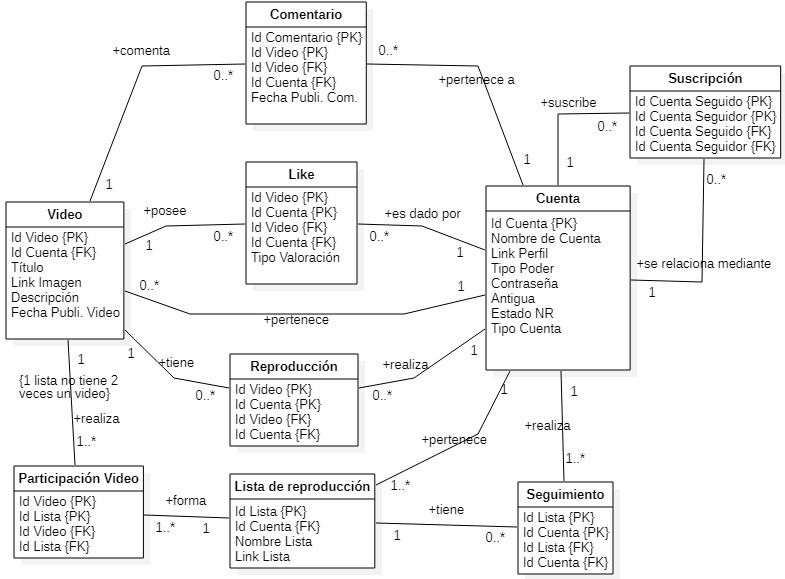 Comentario
Id Comentario {PK}
Id Video {PK}
Id Video {FK}
Id Cuenta {FK}
Fecha Publi. Com.
+comenta
0..*
1
0..*
+pertenece a
1
Suscripción
Id Cuenta Seguido {PK}
Id Cuenta Seguidor {PK}
Id Cuenta Seguido {FK}
Id Cuenta Seguidor {FK}
+suscribe
0..*
1
0..*
+se relaciona mediante
1
Like
Id Video {PK}
Id Cuenta {PK}
Id Video {FK}
Id Cuenta {FK}
Tipo Valoración
+posee
1
0..*
+es dado por
0..*
1
Video
Id Video {PK}
Id Cuenta {FK}
Título
Link Imagen
Descripción
Fecha Publi. Video
Cuenta
Id Cuenta {PK}
Nombre de Cuenta
Link Perfil
Tipo Poder
Contraseña
Antigua
Estado NR
Tipo Cuenta
0..*
1
+pertenece
1
+tiene
0..*
Reproducción
Id Video {PK}
Id Cuenta {PK}
Id Video {FK}
Id Cuenta {FK}
+realiza
1
0..*
1
{1 lista no tiene 2
veces un video}
+realiza
1..*
1
+pertenece
1..*
1
+realiza
1..*
Participación Video
Id Video {PK}
Id Lista {PK}
Id Video {FK}
Id Lista {FK}
+forma
1..*
1
Lista de reproducción
Id Lista {PK}
Id Cuenta {FK}
Nombre Lista
Link Lista
+tiene
1
0..*
Seguimiento
Id Lista {PK}
Id Cuenta {PK}
Id Lista {FK}
Id Cuenta {FK}